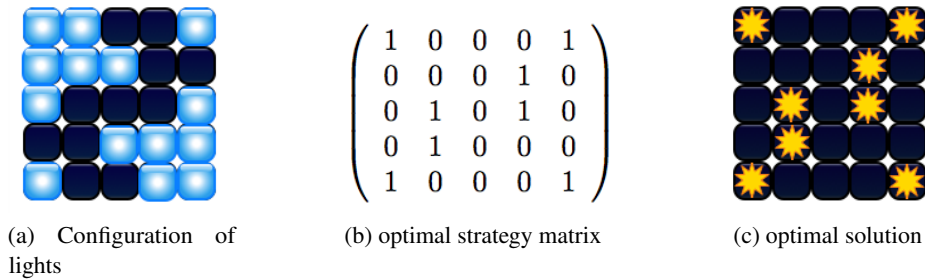 1 0 0 0 1
0 0 0 1 0
0 1 0 1 0
0 1 0 0 0
1 0 0 0 1
(a) Configuration of
lights
(b) optimal strategy matrix
(c) optimal solution